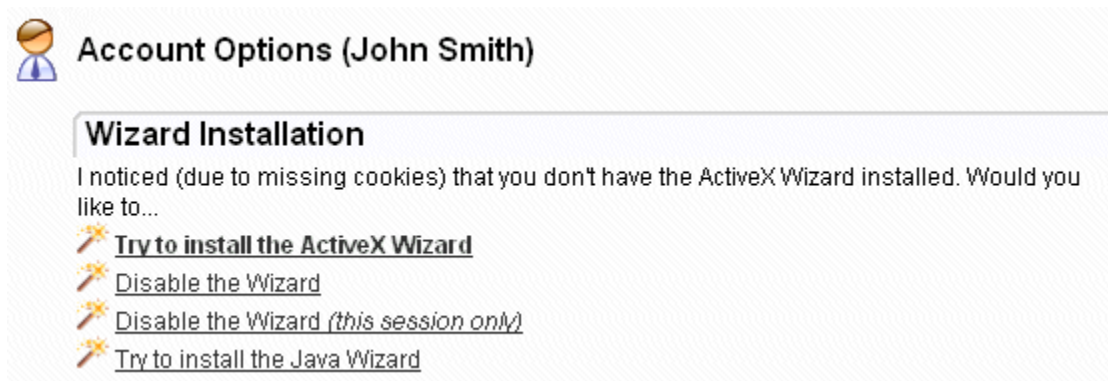 Account Options (John Smith)
Wizard Installation
I noticed (due to missing cookies) that you don't have the ActiveX Wizard installed. Would you
like to...
Try to install the ActiveX Wizard
Disable the Wizard
Disable the Wizard (this session only)
Try to install the Java Wizard